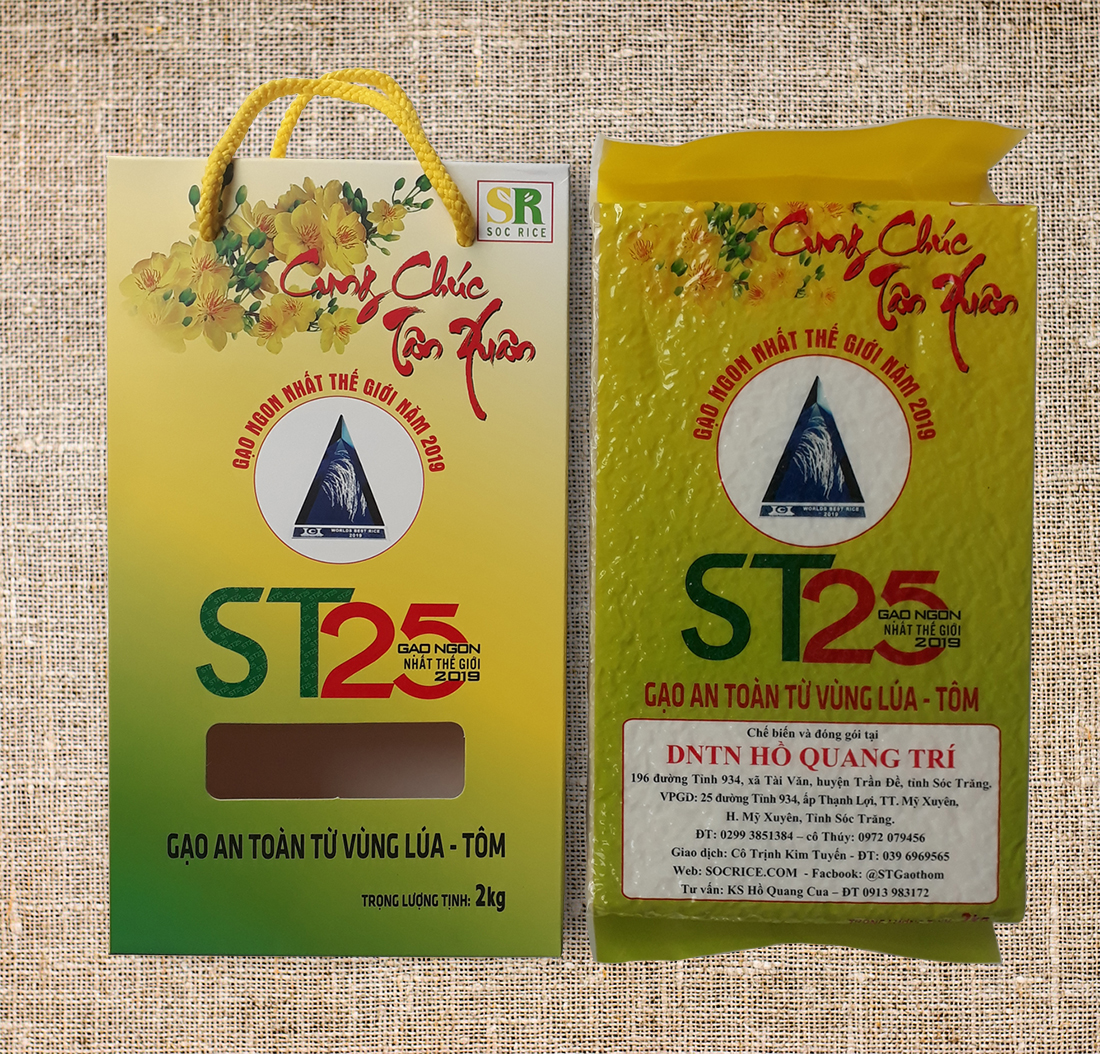 SR
SOC RICE
Cung Chúc
Tân Xuân
GẠO NGON NHẤT THẾ GIỚI NĂM 2019
WORLDS BEST RICE
2019
ST25
GẠO NGON
NHẤT THẾ GIỚI
2019
GẠO AN TOÀN TỪ VÙNG LÚA - TÔM
TRỌNG LƯỢNG TỊNH: 2kg
Cung Chúc
Tân Xuân
GẠO NGON NHẤT THẾ GIỚI NĂM 2019
WORLDS BEST RICE
2019
ST25
GẠO NGON
NHẤT THẾ GIỚI
2019
GẠO AN TOÀN TỪ VÙNG LÚA - TÔM
Chế biến và đóng gói tại
DNTN HỒ QUANG TRÍ
196 đường Tỉnh 934, xã Tài Văn, huyện Trần Đề, tỉnh Sóc Trăng.
VPGD: 25 đường Tỉnh 934, ấp Thạnh Lợi, TT. Mỹ Xuyên,
H. Mỹ Xuyên, Tỉnh Sóc Trăng.
ĐT: 0299 3851384 – cô Thúy: 0972 079456
Giao dịch: Cô Trịnh Kim Tuyến - ĐT: 039 6969565
Web: SOCRICE.COM - Facbook: @STGaothom
Tư vấn: KS Hồ Quang Cua – ĐT 0913 983172
TRỌNG LƯỢNG TỊNH: 2kg